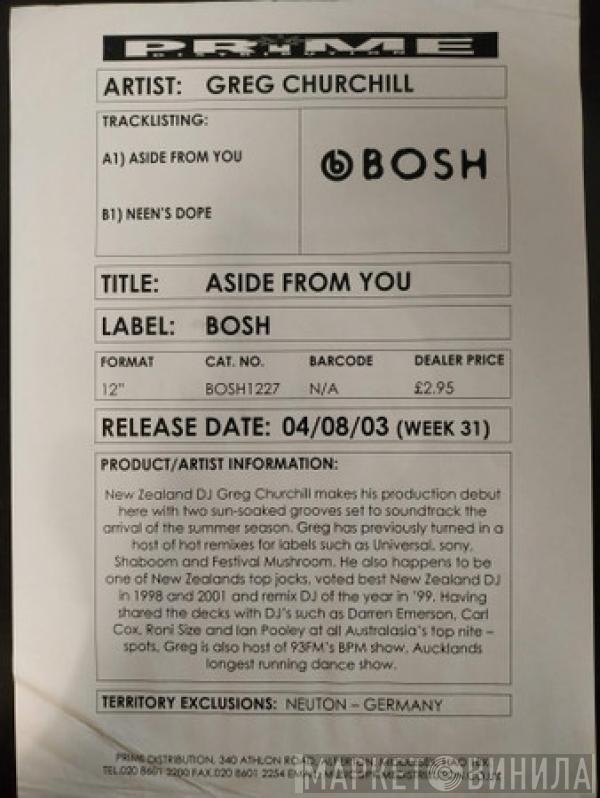 PRIME
DISTRIBUTION
ARTIST: GREG CHURCHILL
TRACKLISTING:
A1) ASIDE FROM YOU
B1) NEEN'S DOPE
BOSH
TITLE: ASIDE FROM YOU
LABEL: BOSH
FORMAT CAT. NO. BARCODE DEALER PRICE
12" BOSH1227 N/A £2.95
RELEASE DATE: 04/08/03 (WEEK 31)
PRODUCT/ARTIST INFORMATION:
New Zealand DJ Greg Churchill makes his production debut
here with two sun-soaked grooves set to soundtrack the
arrival of the summer season. Greg has previously turned in a
host of hot remixes for labels such as Universal, sony,
Shaboom and Festival Mushroom. He also happens to be
one of New Zealands top jocks, voted best New Zealand DJ
in 1998 and 2001 and remix DJ of the year in '99. Having
shared the decks with DJ's such as Darren Emerson, Carl
Cox, Roni Size and Ian Pooley at all Australasia's top nite –
spots, Greg is also host of 93FM's BPM show, Aucklands
longest running dance show.
TERRITORY EXCLUSIONS: NEUTON – GERMANY
PRIME DISTRIBUTION, 340 ATHLON ROAD,
TEL.020 8601 2200 FAX.020 8601 2254
МАРКЕТ ВИНИЛА